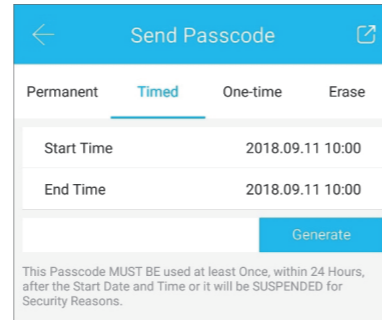 Send Passcode
Permanent Timed One-time Erase
Start Time 2018.09.11 10:00
End Time 2018.09.11 10:00
Generate
This Passcode MUST BE used at least Once, within 24 Hours,
after the Start Date and Time or it will be SUSPENDED for
Security Reasons.